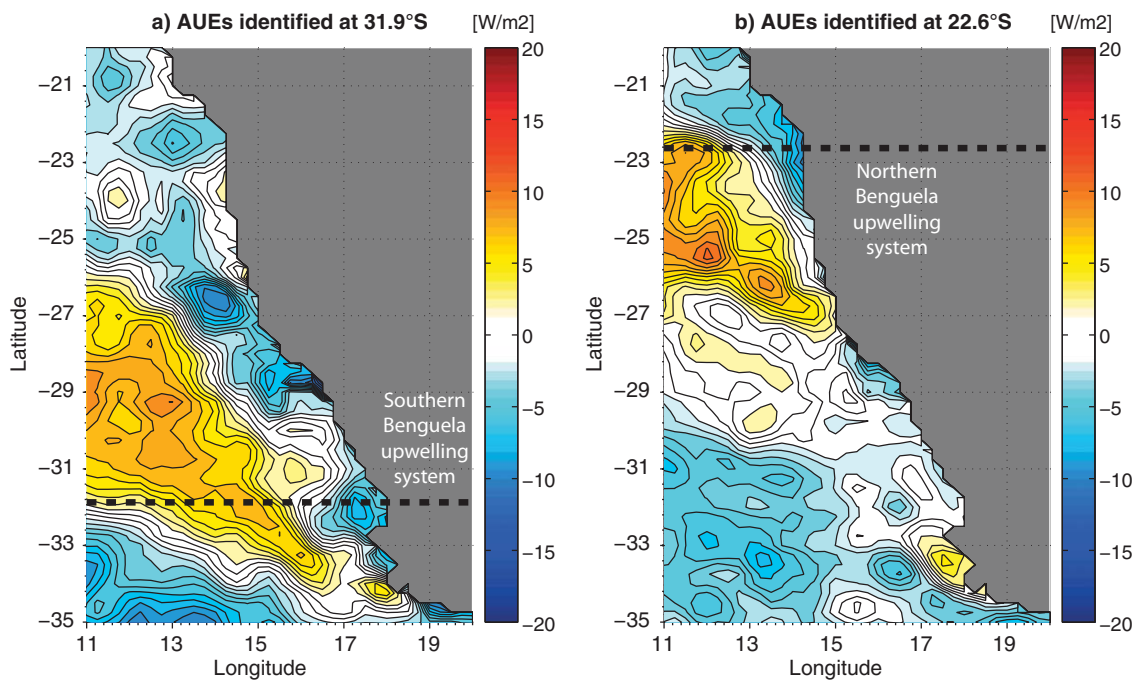 a) AUEs identified at 31.9°S
[W/m2]
b) AUEs identified at 22.6°S
[W/m2]
−21
−23
−25
−27
−29
−31
−33
−35
Latitude
11
13
15
17
19
Longitude
Southern
Benguela
upwelling
system
20
15
10
5
0
−5
−10
−15
−20
−21
−23
−25
−27
−29
−31
−33
−35
Latitude
11
13
15
17
19
Longitude
Northern
Benguela
upwelling
system
20
15
10
5
0
−5
−10
−15
−20